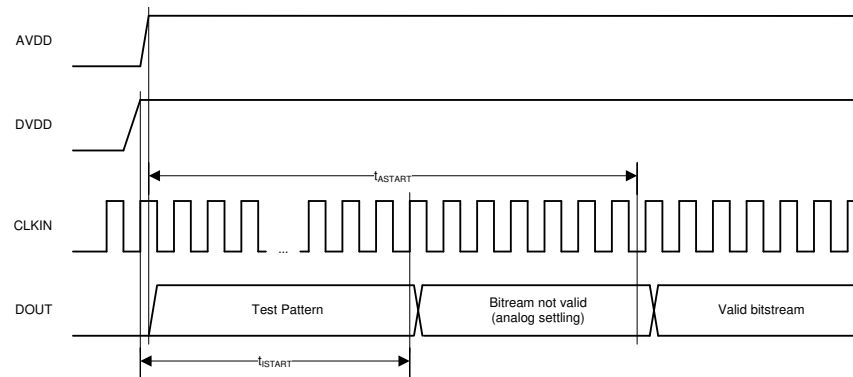 AVDD
DVDD
tASTART
CLKIN
...
DOUT
Test Pattern
Bitream not valid
(analog settling)
Valid bitstream
tISTART